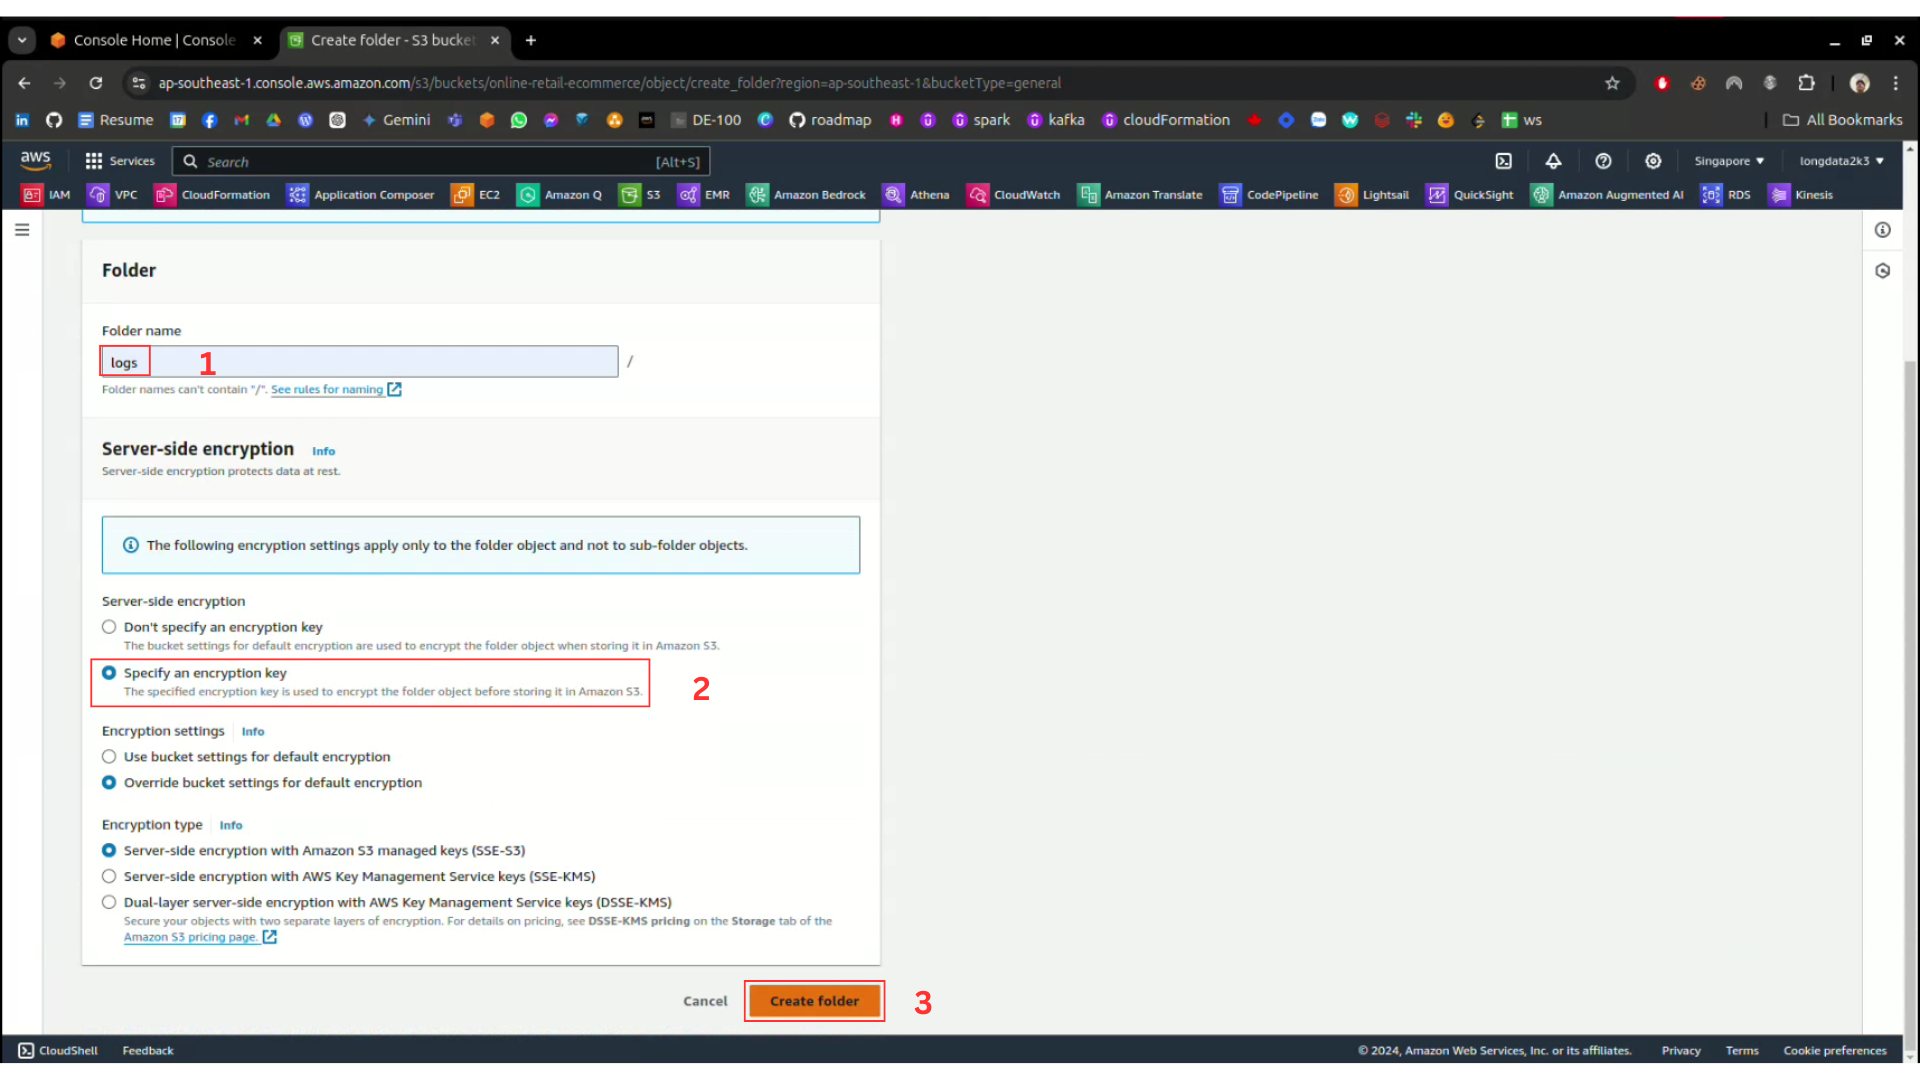 Console Home | Console
Create folder - S3 bucket
ap-southeast-1.console.aws.amazon.com/s3/buckets/online-retail-ecommerce/object/create_folder?region=ap-southeast-1&bucketType=general
Resume Gemini DE-100 roadmap spark kafka cloudFormation ws All Bookmarks
aws Services Search [Alt+S] Singapore longdata2k3
IAM VPC CloudFormation Application Composer EC2 Amazon Q S3 EMR Amazon Bedrock Athena CloudWatch Amazon Translate CodePipeline Lightsail QuickSight Amazon Augmented AI RDS Kinesis
Folder
Folder name
logs 1 /
Folder names can't contain "/". See rules for naming
Server-side encryption Info
Server-side encryption protects data at rest.
The following encryption settings apply only to the folder object and not to sub-folder objects.
Server-side encryption
Don't specify an encryption key
The bucket settings for default encryption are used to encrypt the folder object when storing it in Amazon S3.
Specify an encryption key
The specified encryption key is used to encrypt the folder object before storing it in Amazon S3.
2
Encryption settings Info
Use bucket settings for default encryption
Override bucket settings for default encryption
Encryption type Info
Server-side encryption with Amazon S3 managed keys (SSE-S3)
Server-side encryption with AWS Key Management Service keys (SSE-KMS)
Dual-layer server-side encryption with AWS Key Management Service keys (DSSE-KMS)
Secure your objects with two separate layers of encryption. For details on pricing, see DSSE-KMS pricing on the Storage tab of the
Amazon S3 pricing page.
Cancel Create folder 3
CloudShell Feedback © 2024, Amazon Web Services, Inc. or its affiliates. Privacy Terms Cookie preferences